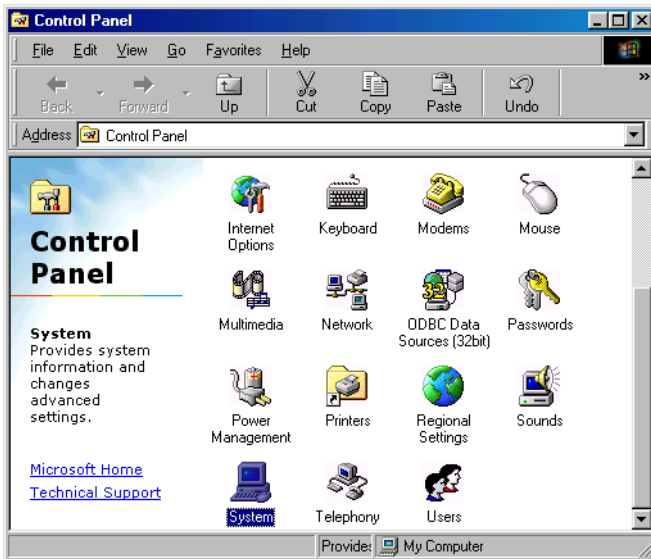 Control Panel
File Edit View Go Favorites Help
Back Forward Up Cut Copy Paste Undo »
Address Control Panel
Control
Panel
System
Provides system
information and
changes
advanced
settings.
Microsoft Home
Technical Support
Internet
Options
Keyboard
Modems
Mouse
Multimedia
Network
32
ODBC Data
Sources (32bit)
Passwords
Power
Management
Printers
Regional
Settings
Sounds
System
Telephony
Users
Provides My Computer